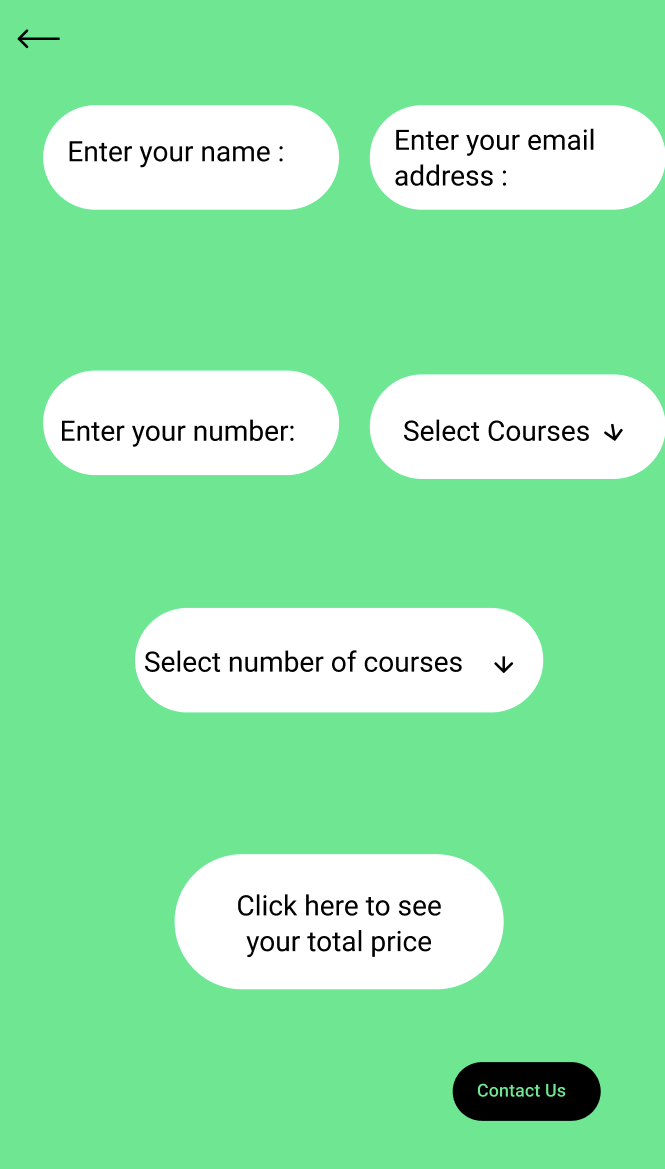 Enter your name :
Enter your email
address :
Enter your number:
Select Courses
Select number of courses
Click here to see
your total price
Contact Us